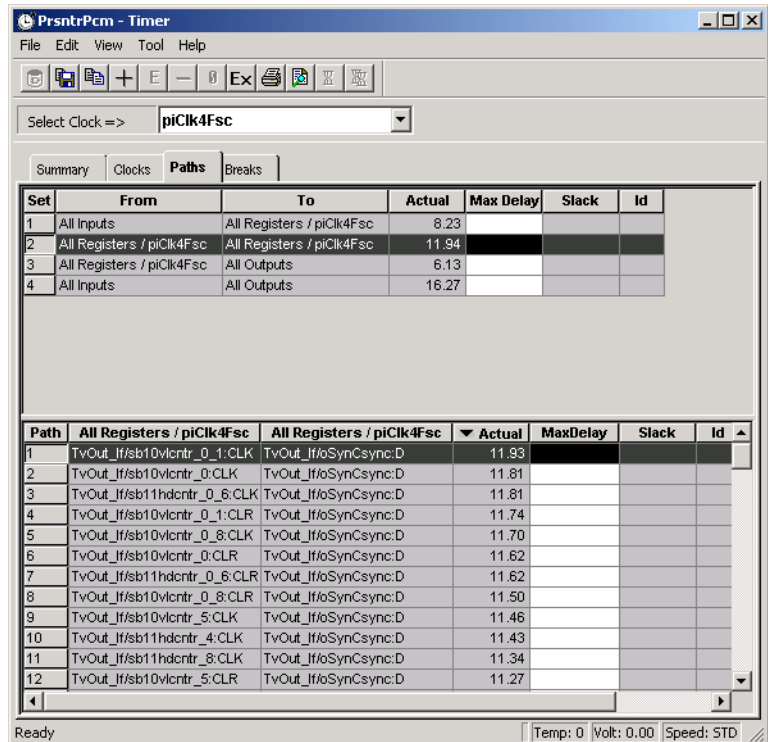 PrsntrPcm - Timer
File Edit View Tool Help
+ E - Ø Ex
Select Clock => piClk4Fsc
Summary Clocks Paths Breaks
Set From To Actual Max Delay Slack Id
1 All Inputs All Registers / piClk4Fsc 8.23
2 All Registers / piClk4Fsc All Registers / piClk4Fsc 11.94
3 All Registers / piClk4Fsc All Outputs 6.13
4 All Inputs All Outputs 16.27
Path All Registers / piClk4Fsc All Registers / piClk4Fsc Actual MaxDelay Slack Id
1 TvOut_If/sb10vlcntr_0_1:CLK TvOut_If/oSynCsync:D 11.93
2 TvOut_If/sb10vlcntr_0:CLK TvOut_If/oSynCsync:D 11.81
3 TvOut_If/sb11hdcntr_0_6:CLK TvOut_If/oSynCsync:D 11.81
4 TvOut_If/sb10vlcntr_0_1:CLR TvOut_If/oSynCsync:D 11.74
5 TvOut_If/sb10vlcntr_0_8:CLK TvOut_If/oSynCsync:D 11.70
6 TvOut_If/sb10vlcntr_0:CLR TvOut_If/oSynCsync:D 11.62
7 TvOut_If/sb11hdcntr_0_6:CLR TvOut_If/oSynCsync:D 11.62
8 TvOut_If/sb10vlcntr_0_8:CLR TvOut_If/oSynCsync:D 11.50
9 TvOut_If/sb10vlcntr_5:CLK TvOut_If/oSynCsync:D 11.46
10 TvOut_If/sb11hdcntr_4:CLK TvOut_If/oSynCsync:D 11.43
11 TvOut_If/sb11hdcntr_8:CLK TvOut_If/oSynCsync:D 11.34
12 TvOut_If/sb10vlcntr_5:CLR TvOut_If/oSynCsync:D 11.27
Ready Temp: 0 Volt: 0.00 Speed: STD